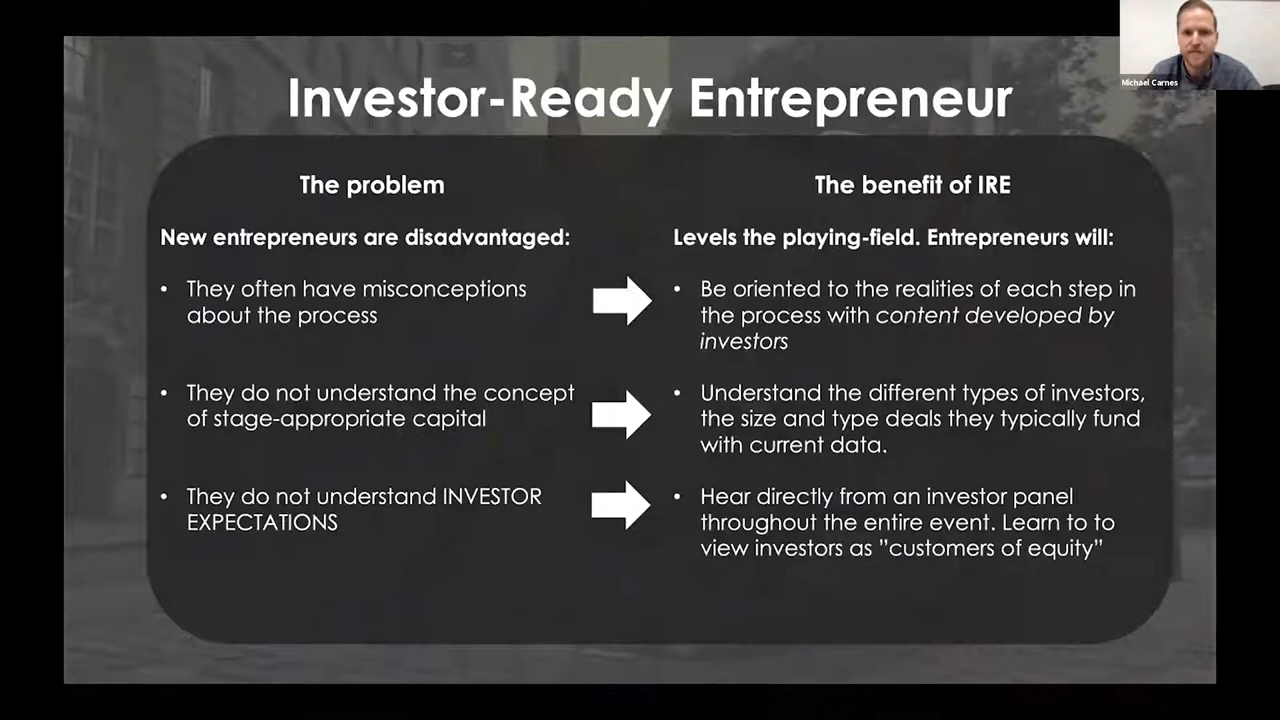 Michael Carnes
Investor-Ready Entrepreneur
The problem
New entrepreneurs are disadvantaged:
• They often have misconceptions
about the process
• They do not understand the concept
of stage-appropriate capital
• They do not understand INVESTOR
EXPECTATIONS
The benefit of IRE
Levels the playing-field. Entrepreneurs will:
• Be oriented to the realities of each step in
the process with content developed by
investors
• Understand the different types of investors,
the size and type deals they typically fund
with current data.
• Hear directly from an investor panel
throughout the entire event. Learn to to
view investors as ”customers of equity”